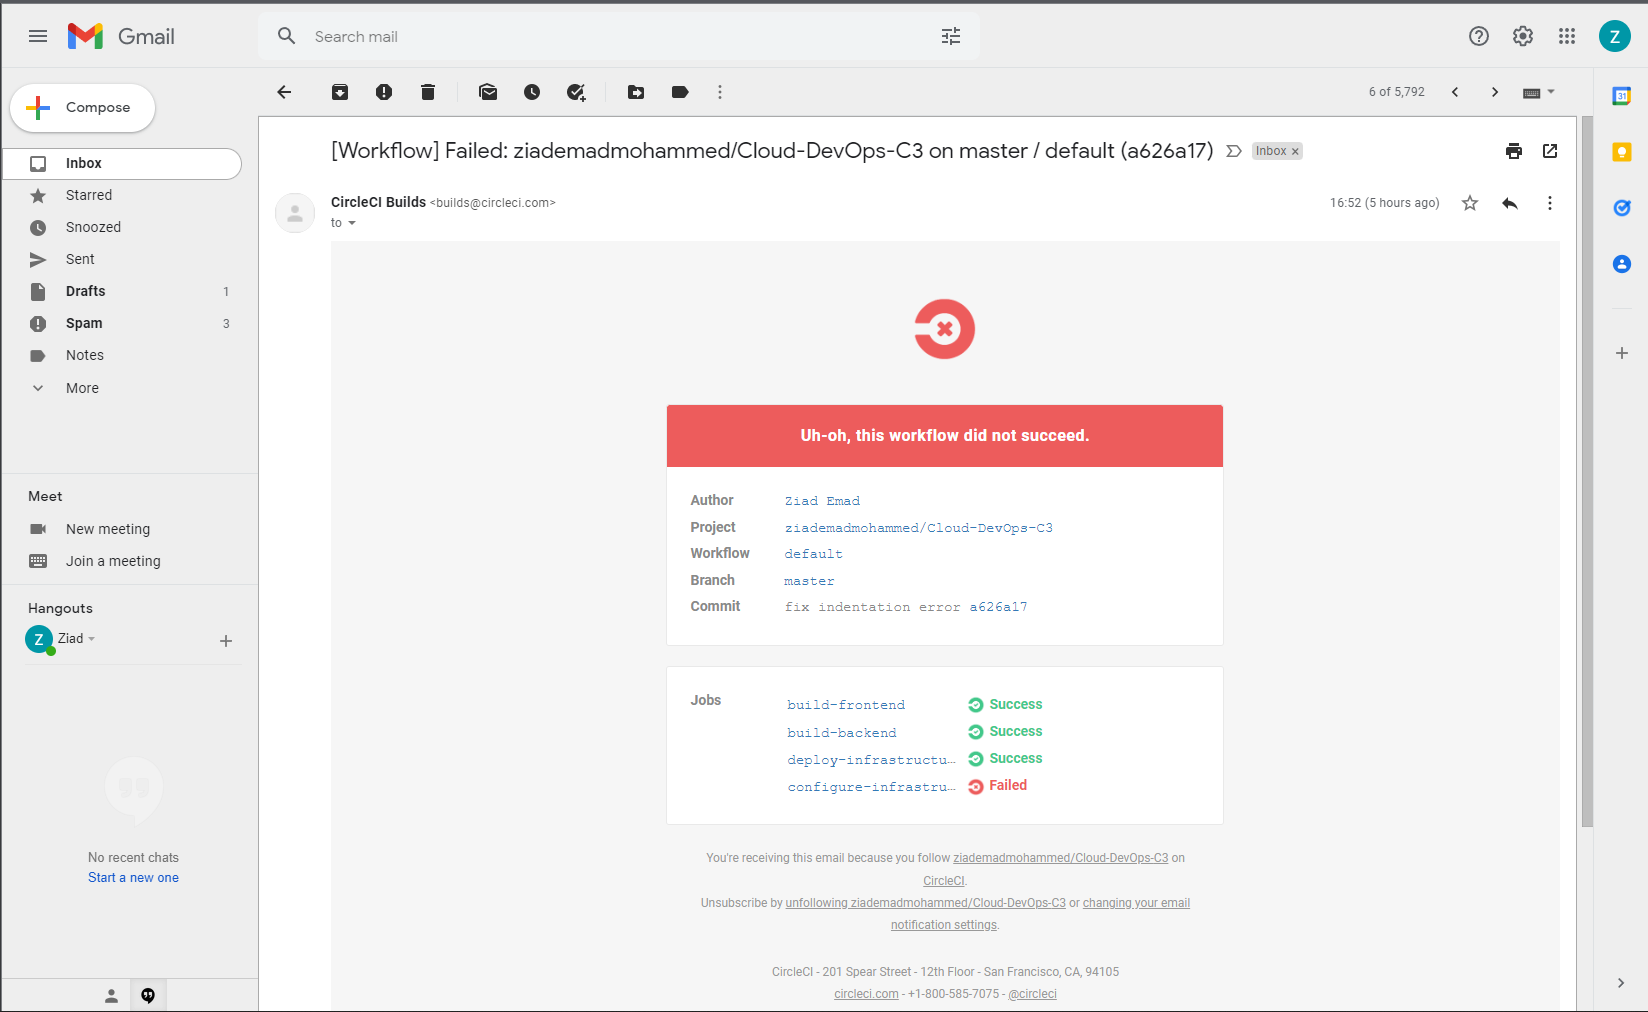 Gmail
Search mail
Z
Compose
6 of 5,792
31
Inbox
Starred
Snoozed
Sent
Drafts 1
Spam 3
Notes
More
Meet
New meeting
Join a meeting
Hangouts
Z Ziad
No recent chats
Start a new one
[Workflow] Failed: ziademadmohammed/Cloud-DevOps-C3 on master / default (a626a17)
Inbox ×
CircleCI Builds <builds@circleci.com>
16:52 (5 hours ago)
to
Uh-oh, this workflow did not succeed.
Author Ziad Emad
Project ziademadmohammed/Cloud-DevOps-C3
Workflow default
Branch master
Commit fix indentation error a626a17
Jobs build-frontend Success
build-backend Success
deploy-infrastructu… Success
configure-infrastru… Failed
You're receiving this email because you follow ziademadmohammed/Cloud-DevOps-C3 on
CircleCI.
Unsubscribe by unfollowing ziademadmohammed/Cloud-DevOps-C3 or changing your email
notification settings.
CircleCI - 201 Spear Street - 12th Floor - San Francisco, CA, 94105
circleci.com - +1-800-585-7075 - @circleci